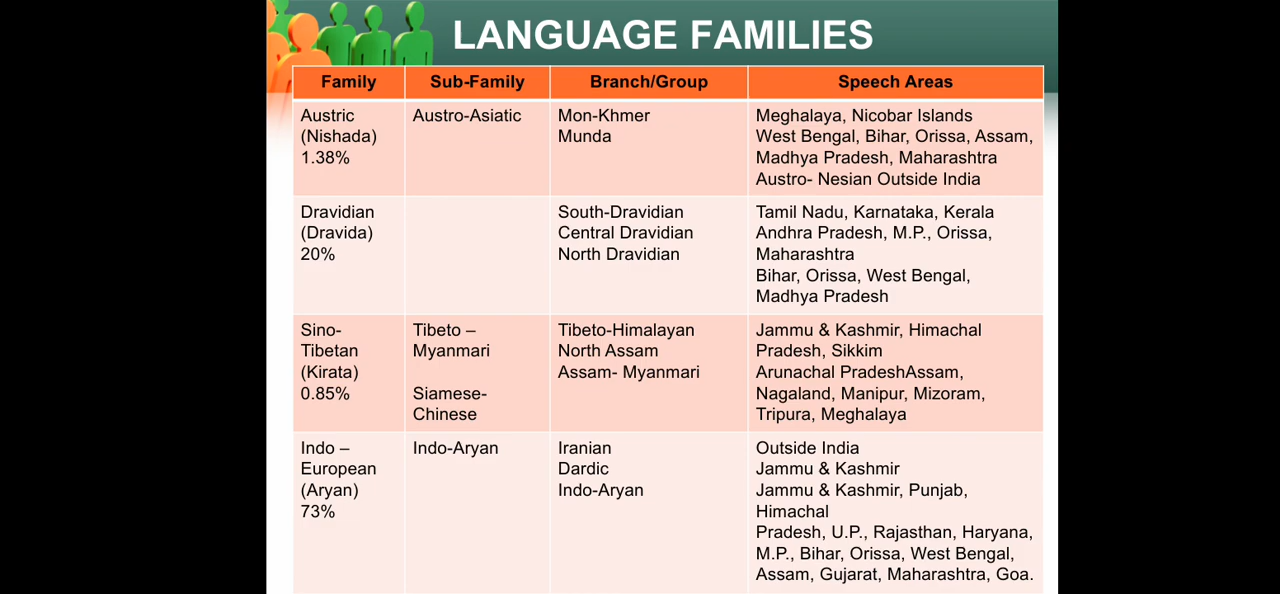 LANGUAGE FAMILIES
Family
Sub-Family
Branch/Group
Speech Areas
Austric
(Nishada)
1.38%
Austro-Asiatic
Mon-Khmer
Munda
Meghalaya, Nicobar Islands
West Bengal, Bihar, Orissa, Assam,
Madhya Pradesh, Maharashtra
Austro- Nesian Outside India
Dravidian
(Dravida)
20%
South-Dravidian
Central Dravidian
North Dravidian
Tamil Nadu, Karnataka, Kerala
Andhra Pradesh, M.P., Orissa,
Maharashtra
Bihar, Orissa, West Bengal,
Madhya Pradesh
Sino-
Tibetan
(Kirata)
0.85%
Tibeto –
Myanmari
Siamese-
Chinese
Tibeto-Himalayan
North Assam
Assam- Myanmari
Jammu & Kashmir, Himachal
Pradesh, Sikkim
Arunachal PradeshAssam,
Nagaland, Manipur, Mizoram,
Tripura, Meghalaya
Indo –
European
(Aryan)
73%
Indo-Aryan
Iranian
Dardic
Indo-Aryan
Outside India
Jammu & Kashmir
Jammu & Kashmir, Punjab,
Himachal
Pradesh, U.P., Rajasthan, Haryana,
M.P., Bihar, Orissa, West Bengal,
Assam, Gujarat, Maharashtra, Goa.